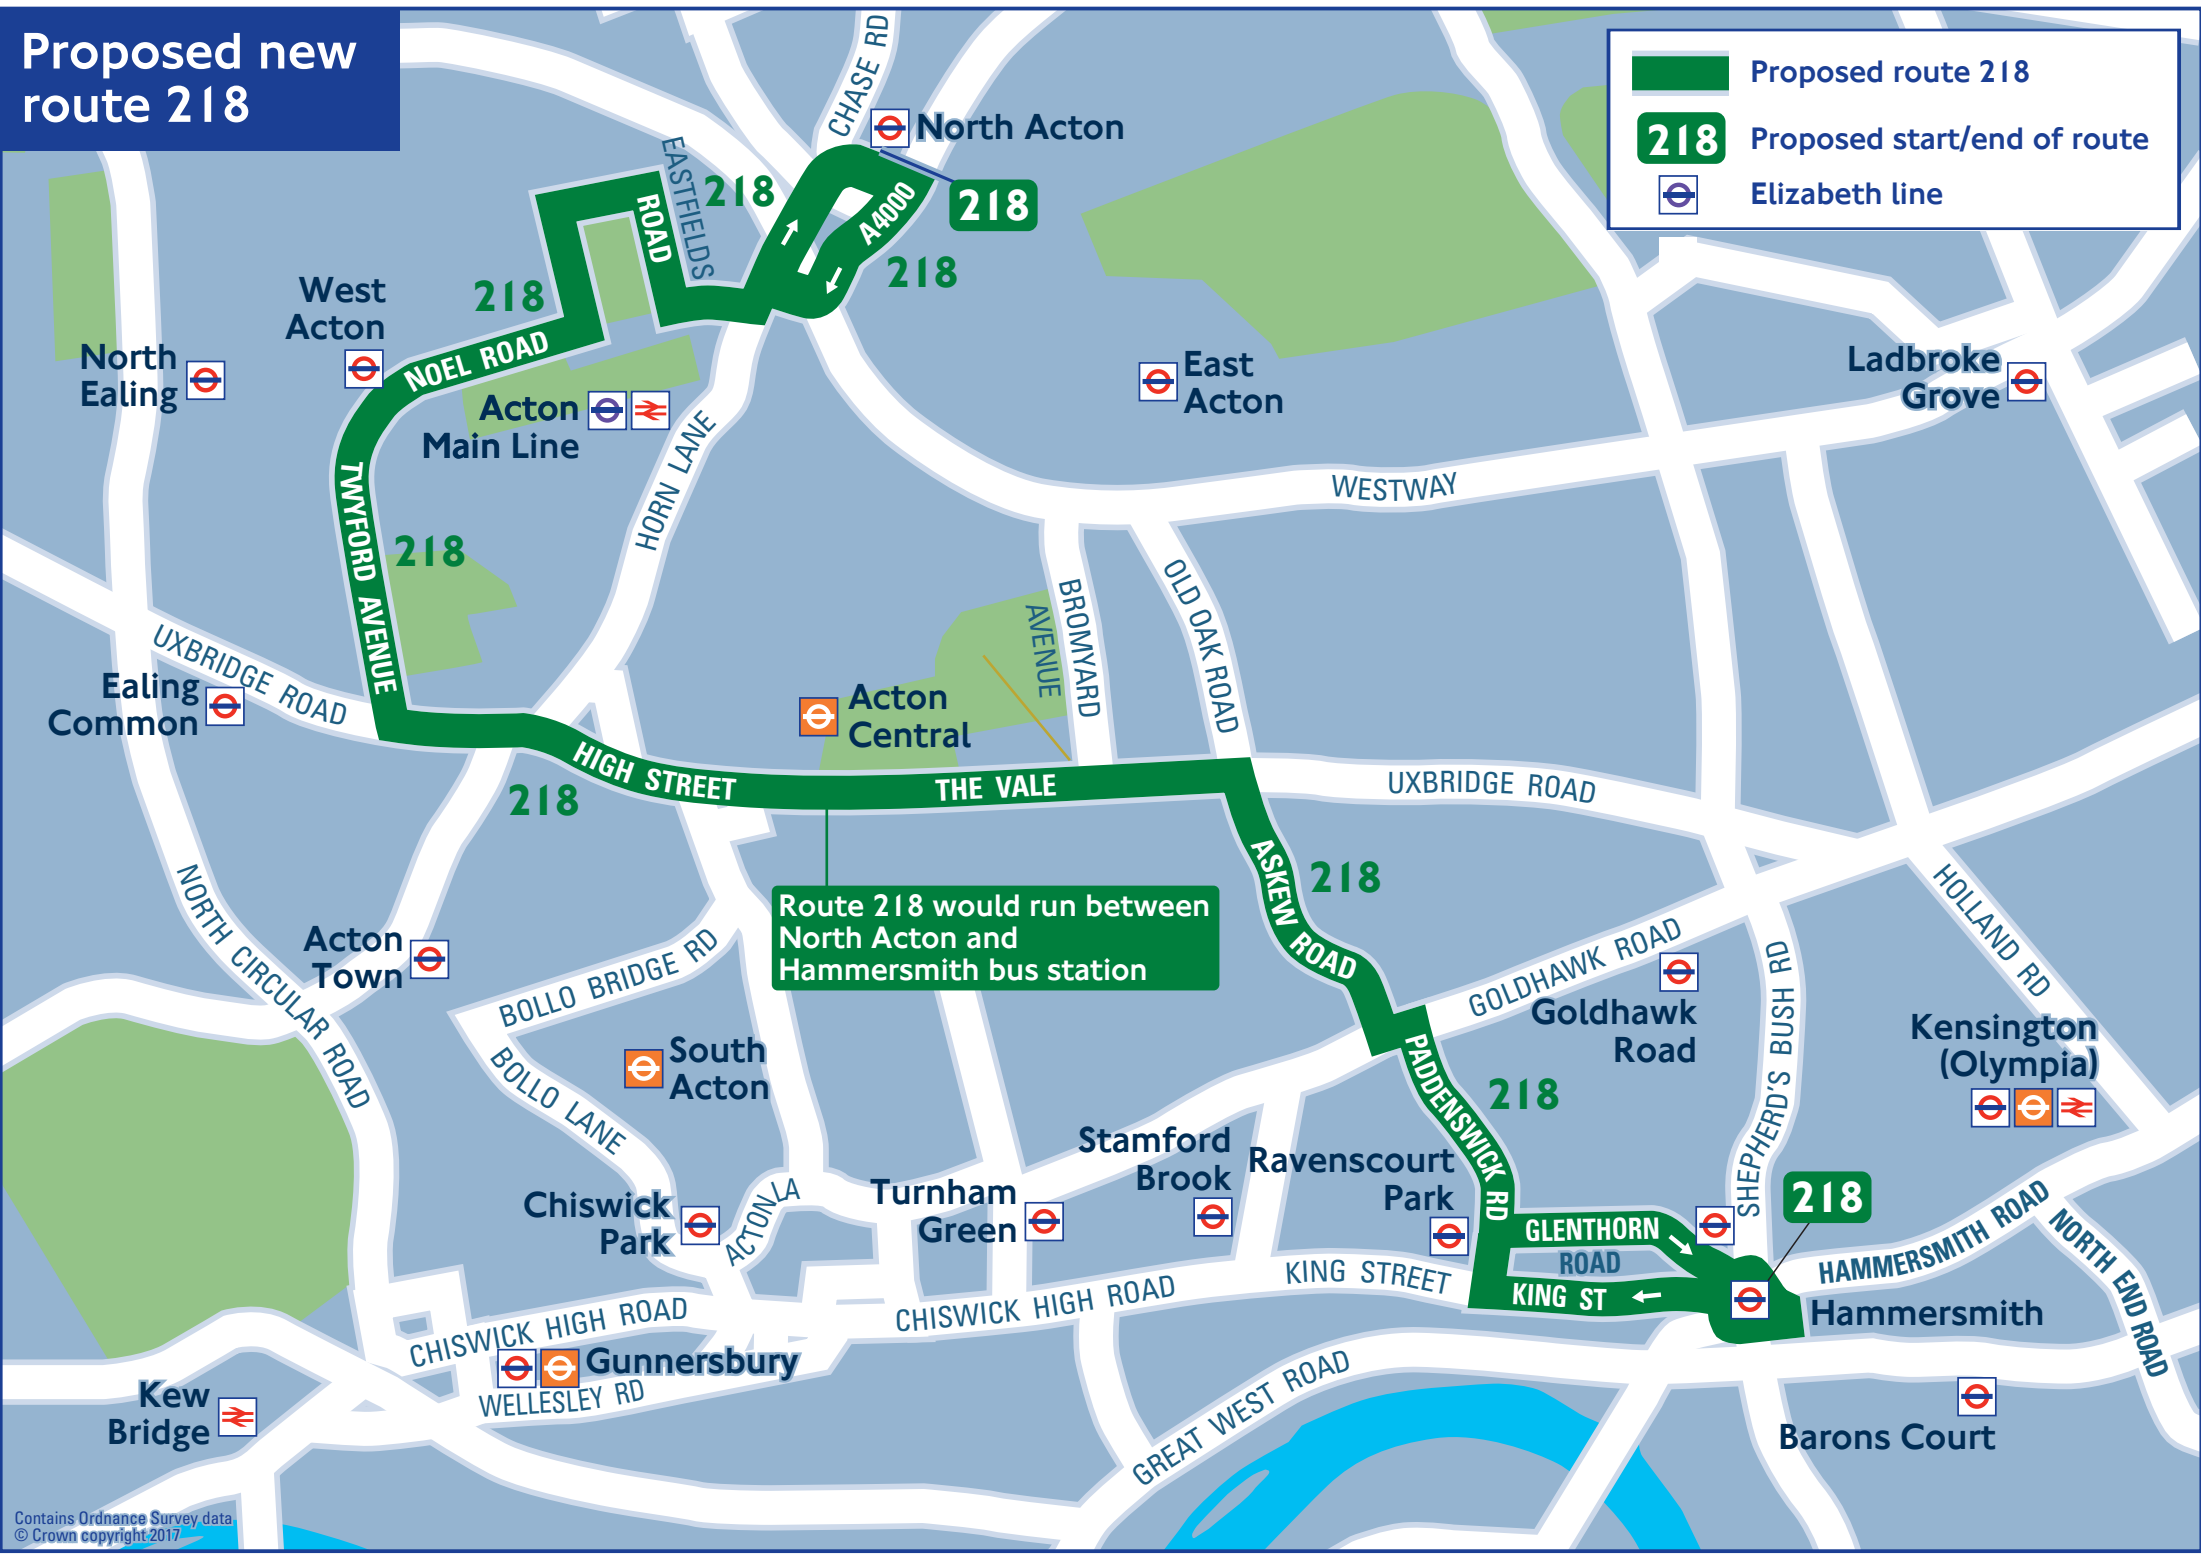 Proposed new
route 218
Proposed route 218
218
Proposed start/end of route
Elizabeth line
CHASE RD
North Acton
EASTFIELDS
ROAD
218
A4000
218
218
218
West
Acton
NOEL ROAD
North
Ealing
Acton
Main Line
HORN LANE
East
Acton
Ladbroke
Grove
WESTWAY
TWYFORD AVENUE
218
BROMYARD
AVENUE
OLD OAK ROAD
UXBRIDGE ROAD
Ealing
Common
Acton
Central
HIGH STREET
THE VALE
218
UXBRIDGE ROAD
ASKEW ROAD
218
Route 218 would run between
North Acton and
Hammersmith bus station
NORTH CIRCULAR ROAD
Acton
Town
BOLLO BRIDGE RD
BOLLO LANE
South
Acton
GOLDHAWK ROAD
Goldhawk
Road
SHEPHERD'S BUSH RD
HOLLAND RD
Kensington
(Olympia)
PADDENSWICK RD
218
Stamford
Brook
Ravenscourt
Park
Chiswick
Park
ACTON LA
Turnham
Green
GLENTHORN
ROAD
218
KING STREET
KING ST
HAMMERSMITH ROAD
NORTH END ROAD
Hammersmith
CHISWICK HIGH ROAD
CHISWICK HIGH ROAD
Gunnersbury
WELLESLEY RD
Kew
Bridge
GREAT WEST ROAD
Barons Court
Contains Ordnance Survey data
© Crown copyright 2017